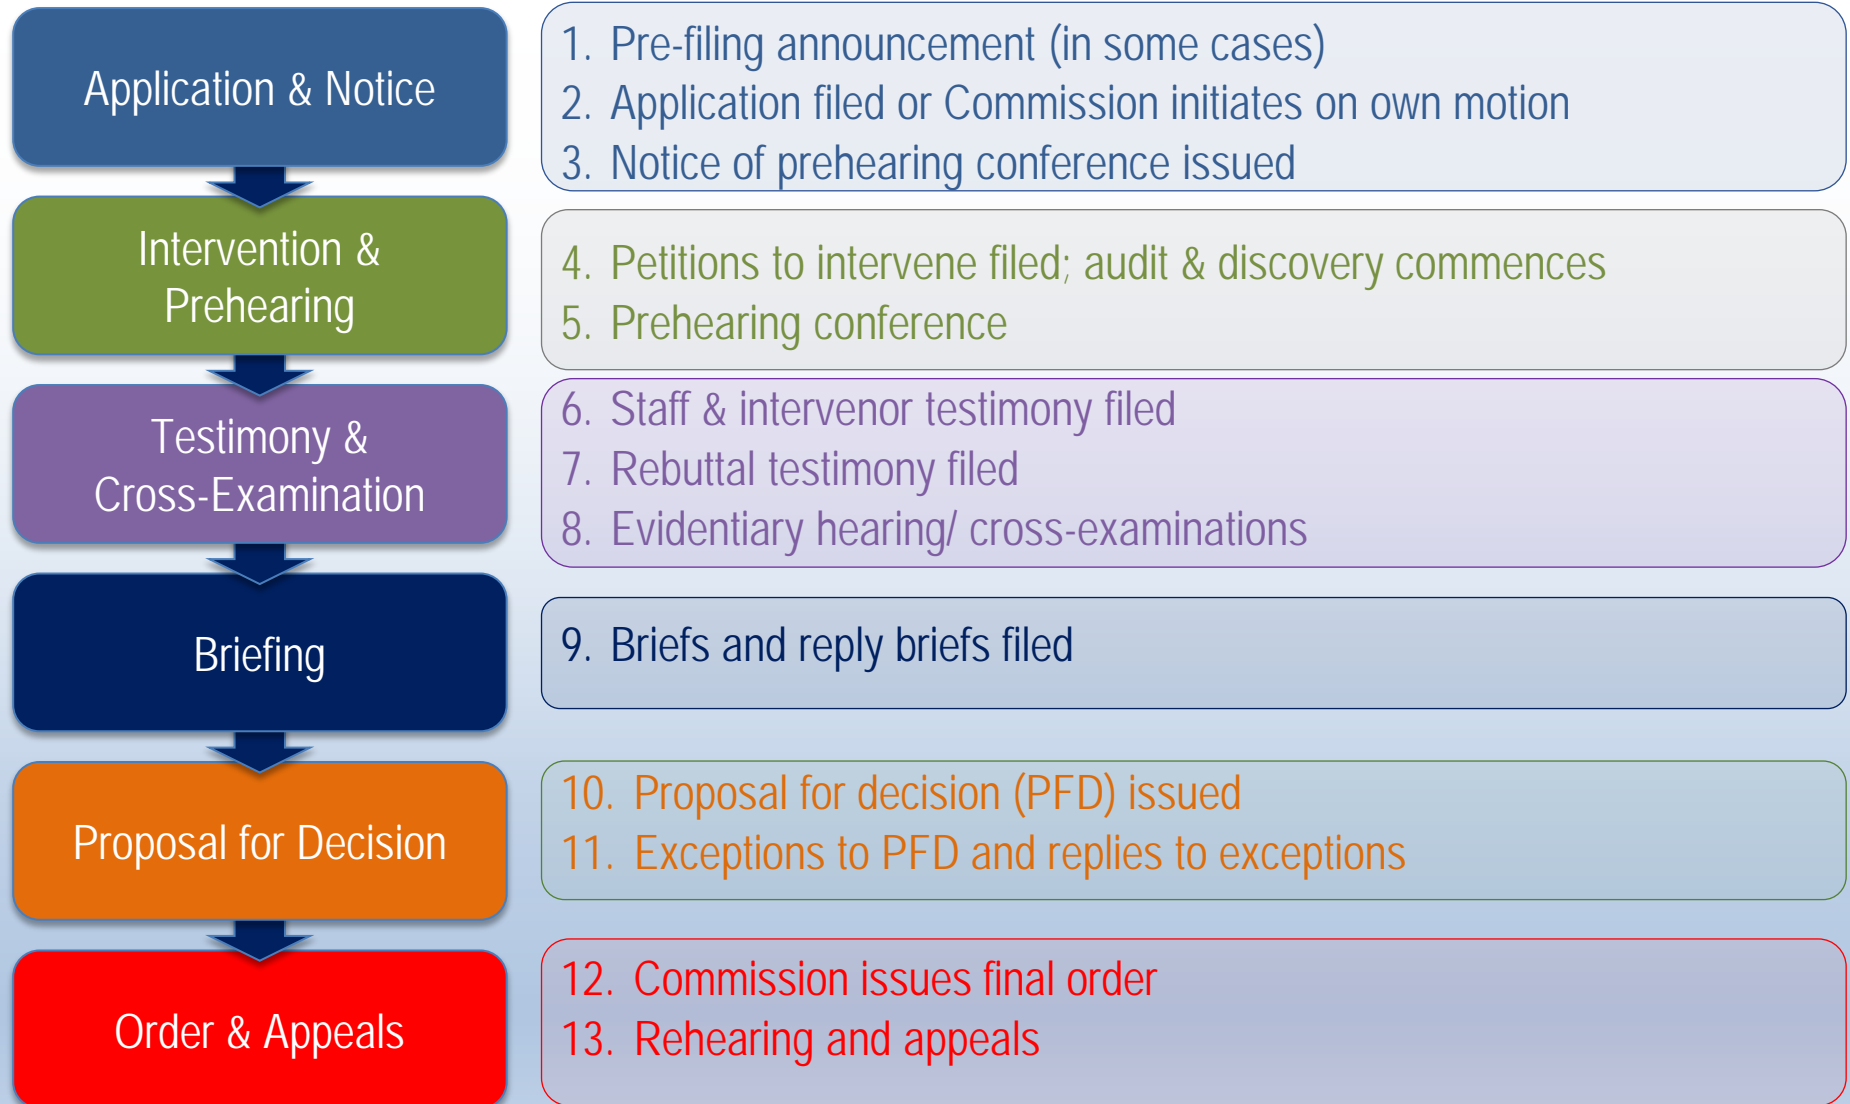 Application & Notice
1. Pre-filing announcement (in some cases)
2. Application filed or Commission initiates on own motion
3. Notice of prehearing conference issued
Intervention &
Prehearing
4. Petitions to intervene filed; audit & discovery commences
5. Prehearing conference
Testimony &
Cross-Examination
6. Staff & intervenor testimony filed
7. Rebuttal testimony filed
8. Evidentiary hearing/ cross-examinations
Briefing
9. Briefs and reply briefs filed
Proposal for Decision
10. Proposal for decision (PFD) issued
11. Exceptions to PFD and replies to exceptions
Order & Appeals
12. Commission issues final order
13. Rehearing and appeals